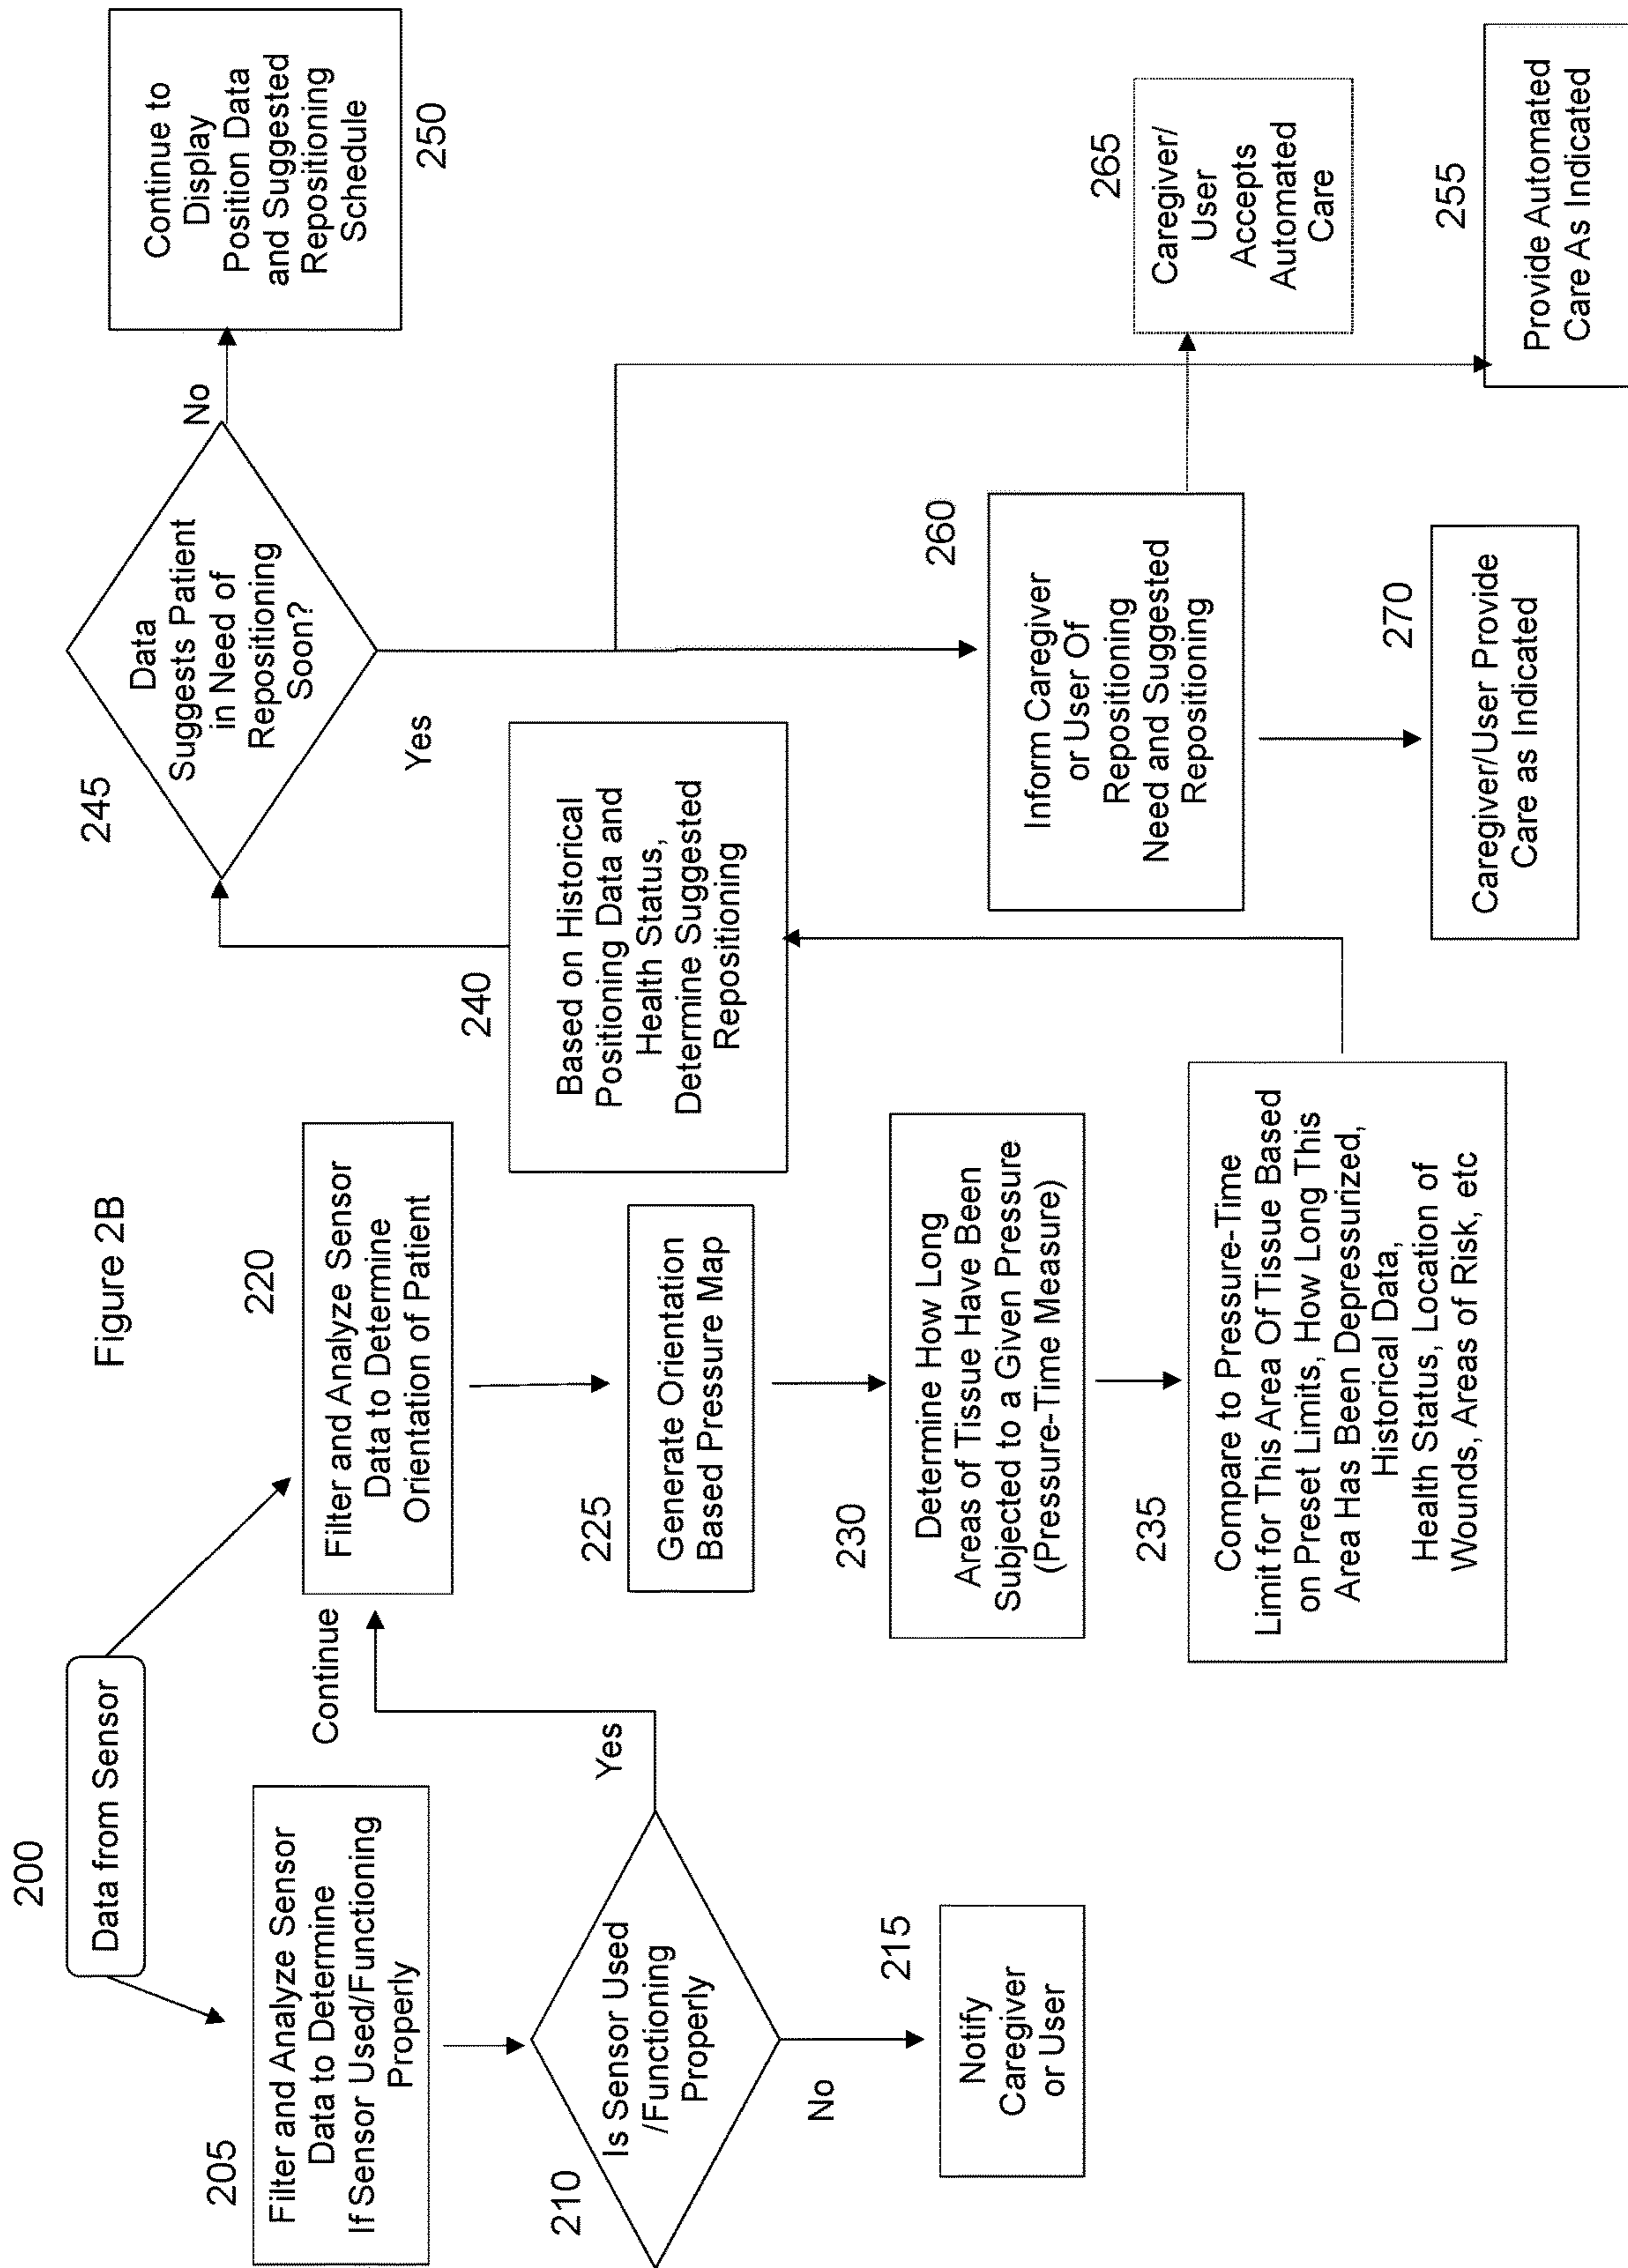 Figure 2B
200
Data from Sensor
205
Filter and Analyze Sensor
Data to Determine
If Sensor Used/Functioning
Properly
210
Is Sensor Used
/Functioning
Properly
Yes
Continue
No
215
Notify
Caregiver
or User
220
Filter and Analyze Sensor
Data to Determine
Orientation of Patient
225
Generate Orientation
Based Pressure Map
230
Determine How Long
Areas of Tissue Have Been
Subjected to a Given Pressure
(Pressure-Time Measure)
235
Compare to Pressure-Time
Limit for This Area Of Tissue Based
on Preset Limits, How Long This
Area Has Been Depressurized,
Historical Data,
Health Status, Location of
Wounds, Areas of Risk, etc
240
Based on Historical
Positioning Data and
Health Status,
Determine Suggested
Repositioning
245
Data
Suggests Patient
in Need of
Repositioning
Soon?
No
Yes
Continue to
Display
Position Data
and Suggested
Repositioning
Schedule
250
260
Inform Caregiver
or User Of
Repositioning
Need and Suggested
Repositioning
265
Caregiver/
User
Accepts
Automated
Care
255
Provide Automated
Care As Indicated
270
Caregiver/User Provide
Care as Indicated